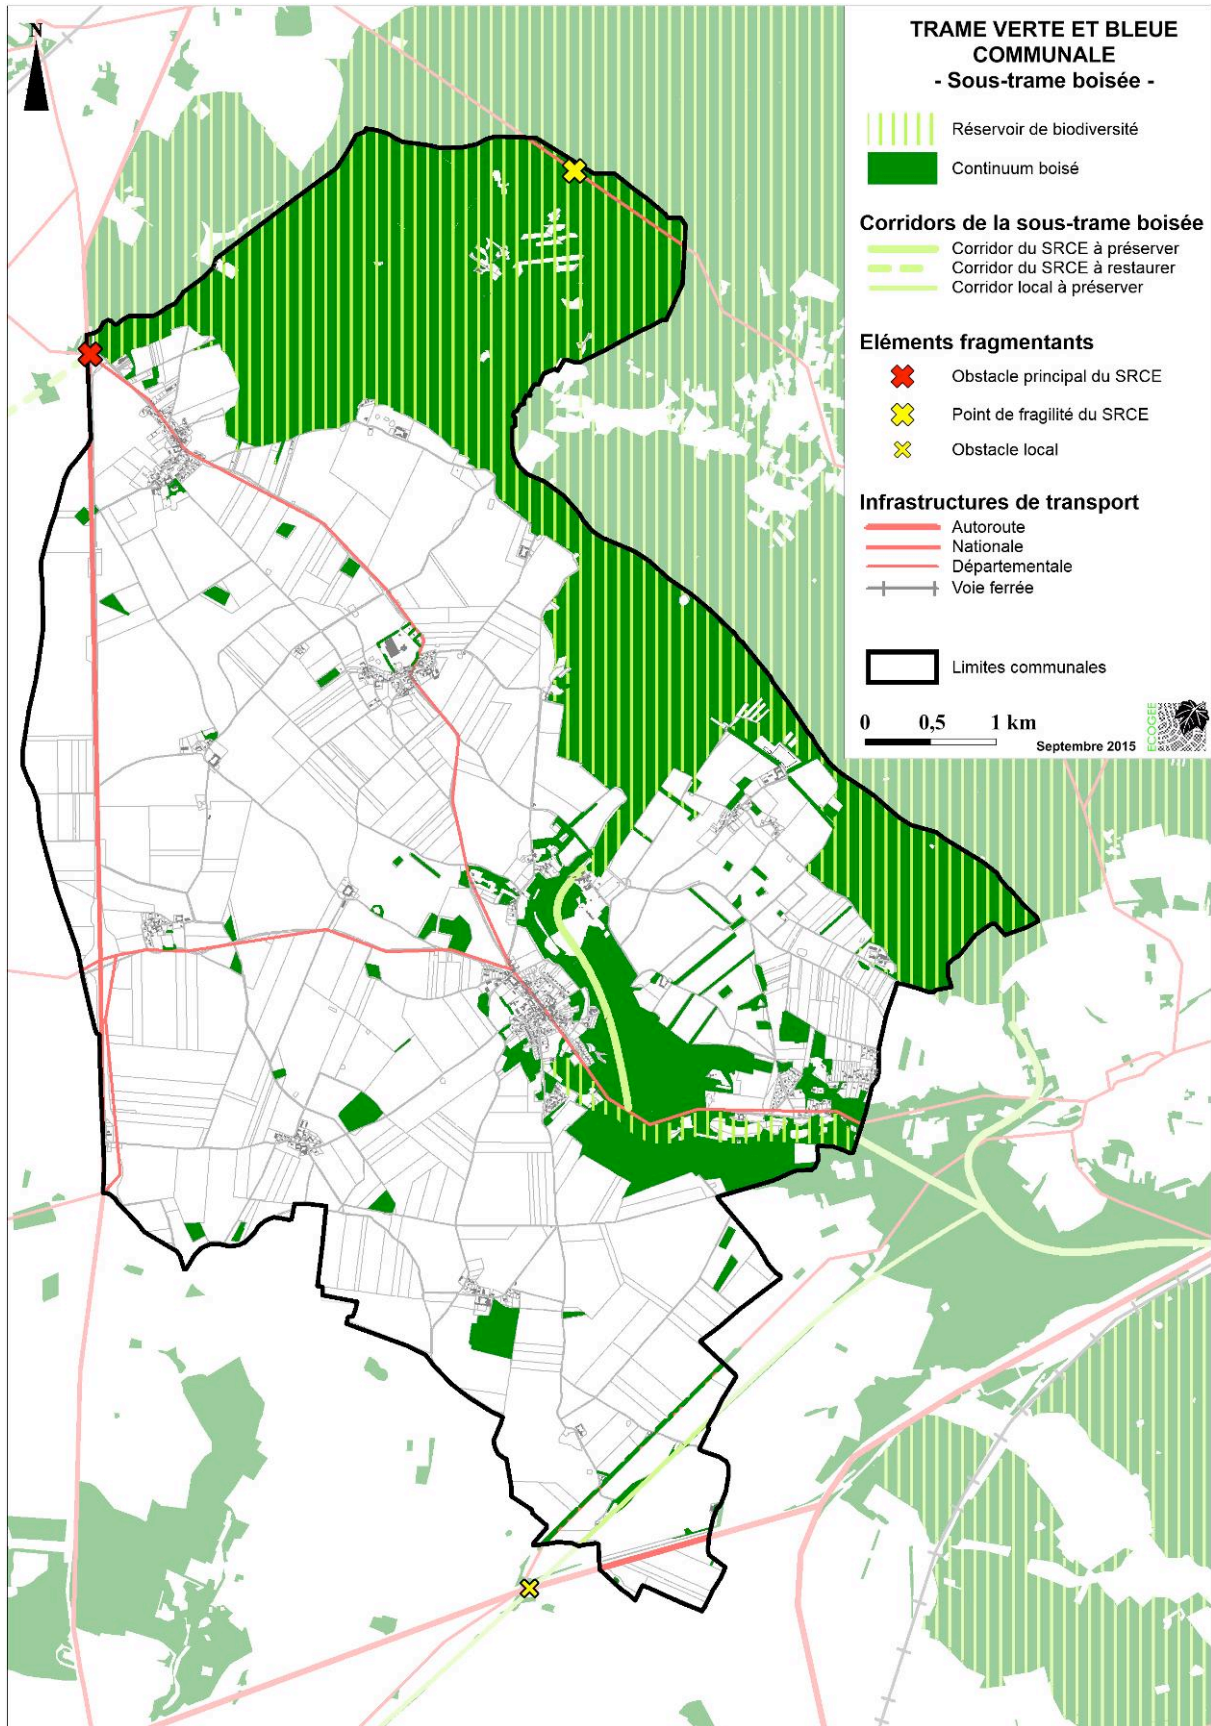 N
TRAME VERTE ET BLEUE
COMMUNALE
- Sous-trame boisée -
Réservoir de biodiversité
Continuum boisé
Corridors de la sous-trame boisée
Corridor du SRCE à préserver
Corridor du SRCE à restaurer
Corridor local à préserver
Eléments fragmentants
Obstacle principal du SRCE
Point de fragilité du SRCE
Obstacle local
Infrastructures de transport
Autoroute
Nationale
Départementale
Voie ferrée
Limites communales
0 0,5 1 km
Septembre 2015
ECOGEE